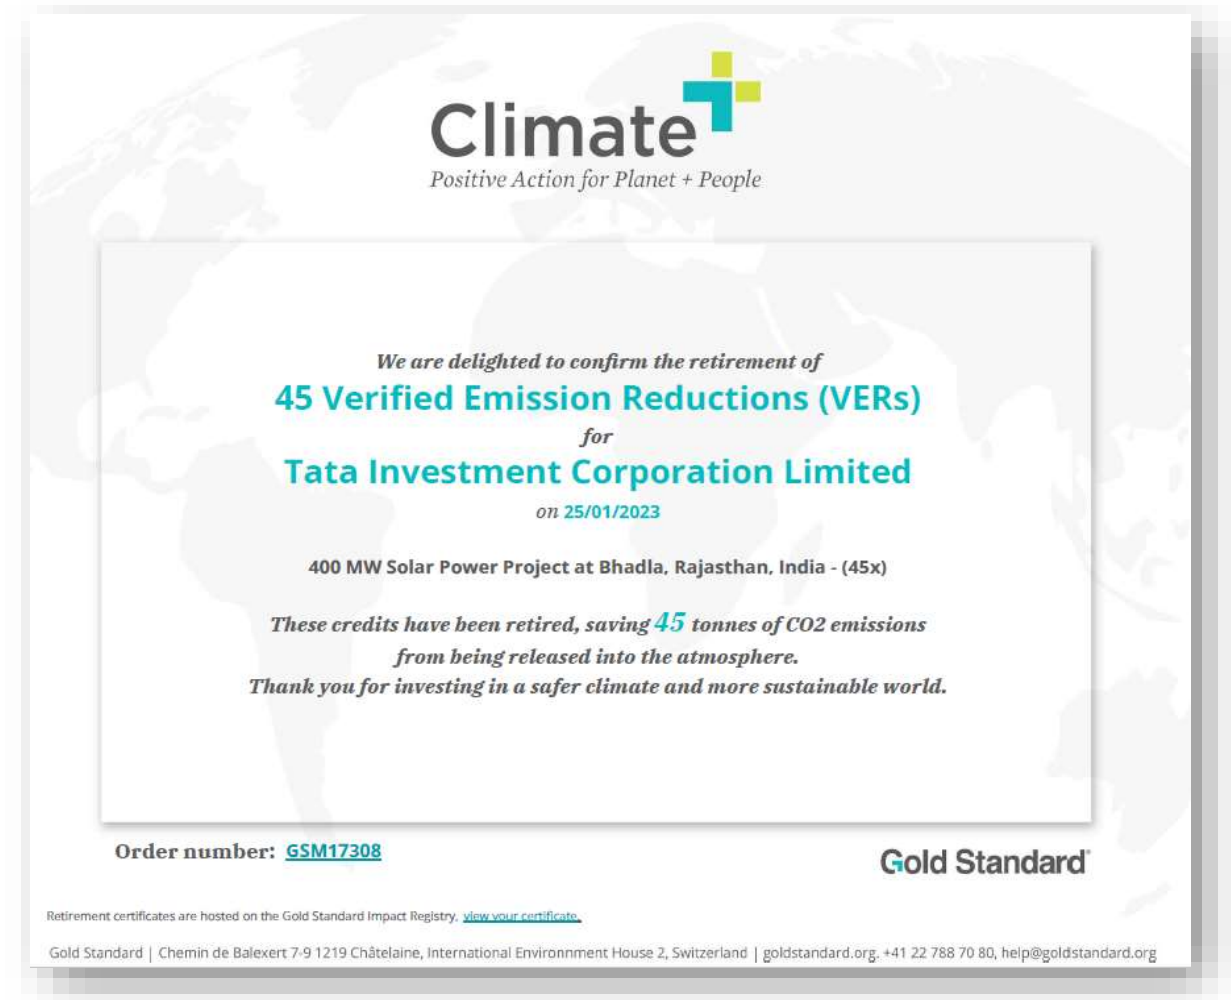 Climate
Positive Action for Planet + People
We are delighted to confirm the retirement of
45 Verified Emission Reductions (VERs)
for
Tata Investment Corporation Limited
on 25/01/2023
400 MW Solar Power Project at Bhadla, Rajasthan, India - (45x)
These credits have been retired, saving 45 tonnes of CO2 emissions
from being released into the atmosphere.
Thank you for investing in a safer climate and more sustainable world.
Order number: GSM17308
Gold Standard
Retirement certificates are hosted on the Gold Standard Impact Registry. view your certificate.
Gold Standard | Chemin de Balexert 7-9 1219 Châtelaine, International Environnment House 2, Switzerland | goldstandard.org. +41 22 788 70 80, help@goldstandard.org